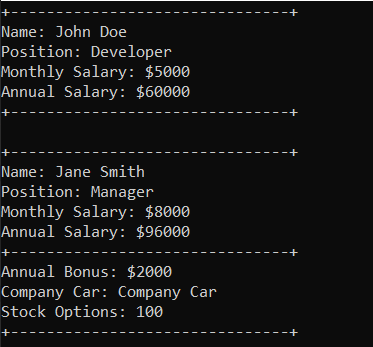 +-------------------------------+
Name: John Doe
Position: Developer
Monthly Salary: $5000
Annual Salary: $60000
+-------------------------------+

+-------------------------------+
Name: Jane Smith
Position: Manager
Monthly Salary: $8000
Annual Salary: $96000
+-------------------------------+
Annual Bonus: $2000
Company Car: Company Car
Stock Options: 100
+-------------------------------+